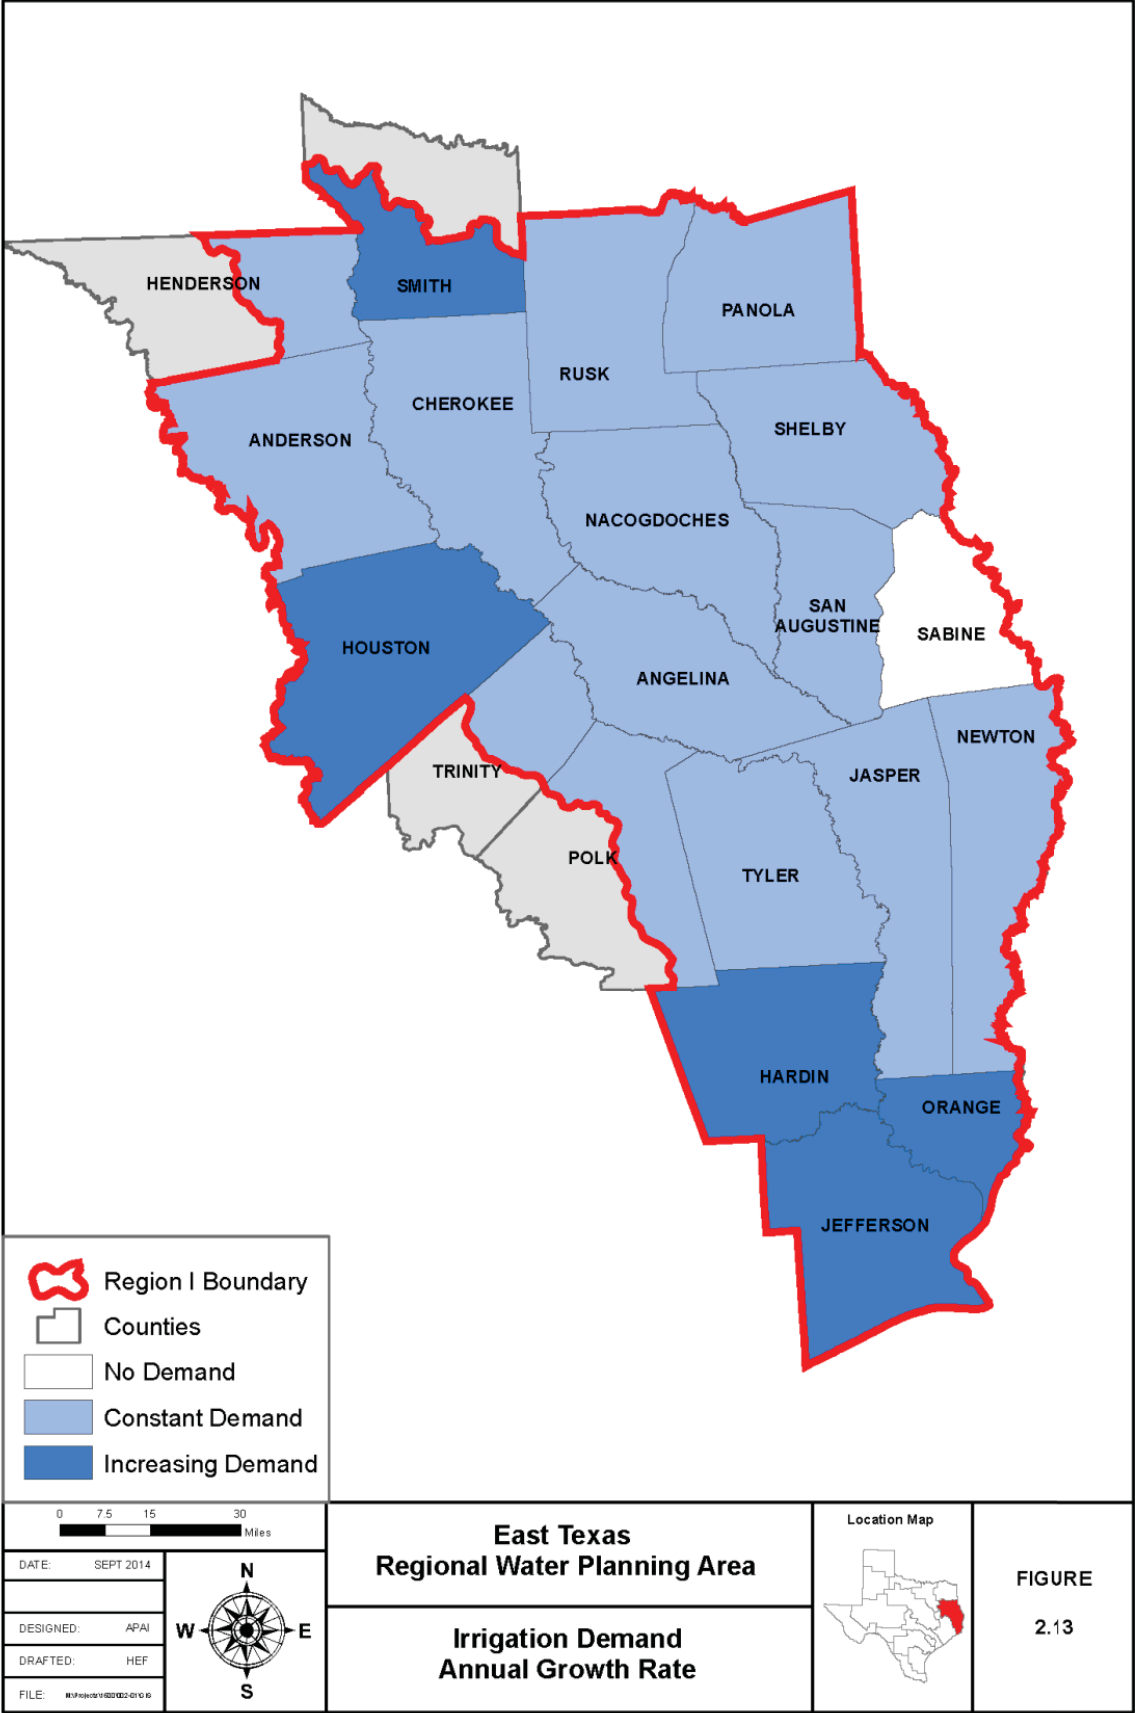 HENDERSON
SMITH
PANOLA
RUSK
CHEROKEE
SHELBY
ANDERSON
NACOGDOCHES
SAN
AUGUSTINE
SABINE
HOUSTON
ANGELINA
NEWTON
TRINITY
JASPER
POLK
TYLER
HARDIN
ORANGE
JEFFERSON
Region I Boundary
Counties
No Demand
Constant Demand
Increasing Demand
0 7.5 15 30
Miles
DATE: SEPT 2014
DESIGNED: APAI
DRAFTED: HEF
FILE:
N
W E
S
East Texas
Regional Water Planning Area
Irrigation Demand
Annual Growth Rate
Location Map
FIGURE
2.13